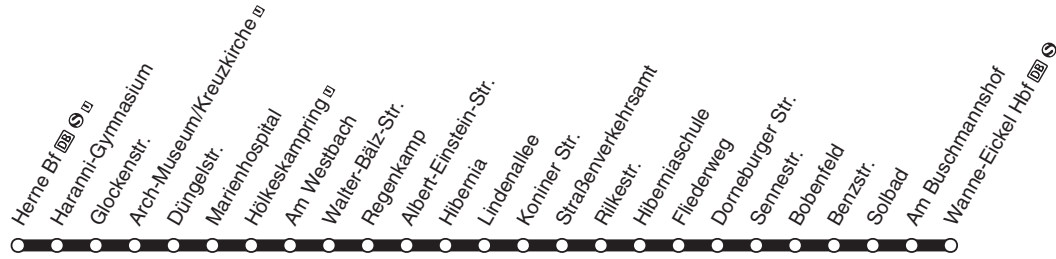 Herne Bf DB S U
Haranni-Gymnasium
Glockenstr.
Arch-Museum/Kreuzkirche U
Düngelstr.
Marienhospital
Hölkeskampring U
Am Westbach
Walter-Bälz-Str.
Regenkamp
Albert-Einstein-Str.
Hibernia
Lindenallee
Koniner Str.
Straßenverkehrsamt
Rilkestr.
Hiberniaschule
Fliederweg
Dorneburger Str.
Sennestr.
Bobenfeld
Benzstr.
Solbad
Am Buschmannshof
Wanne-Eickel Hbf DB S